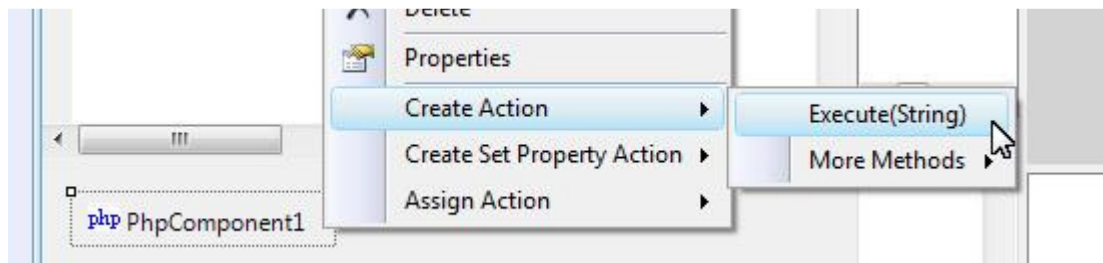 Delete
Properties
Create Action
Execute(String)
Create Set Property Action
More Methods
Assign Action
php PhpComponent1